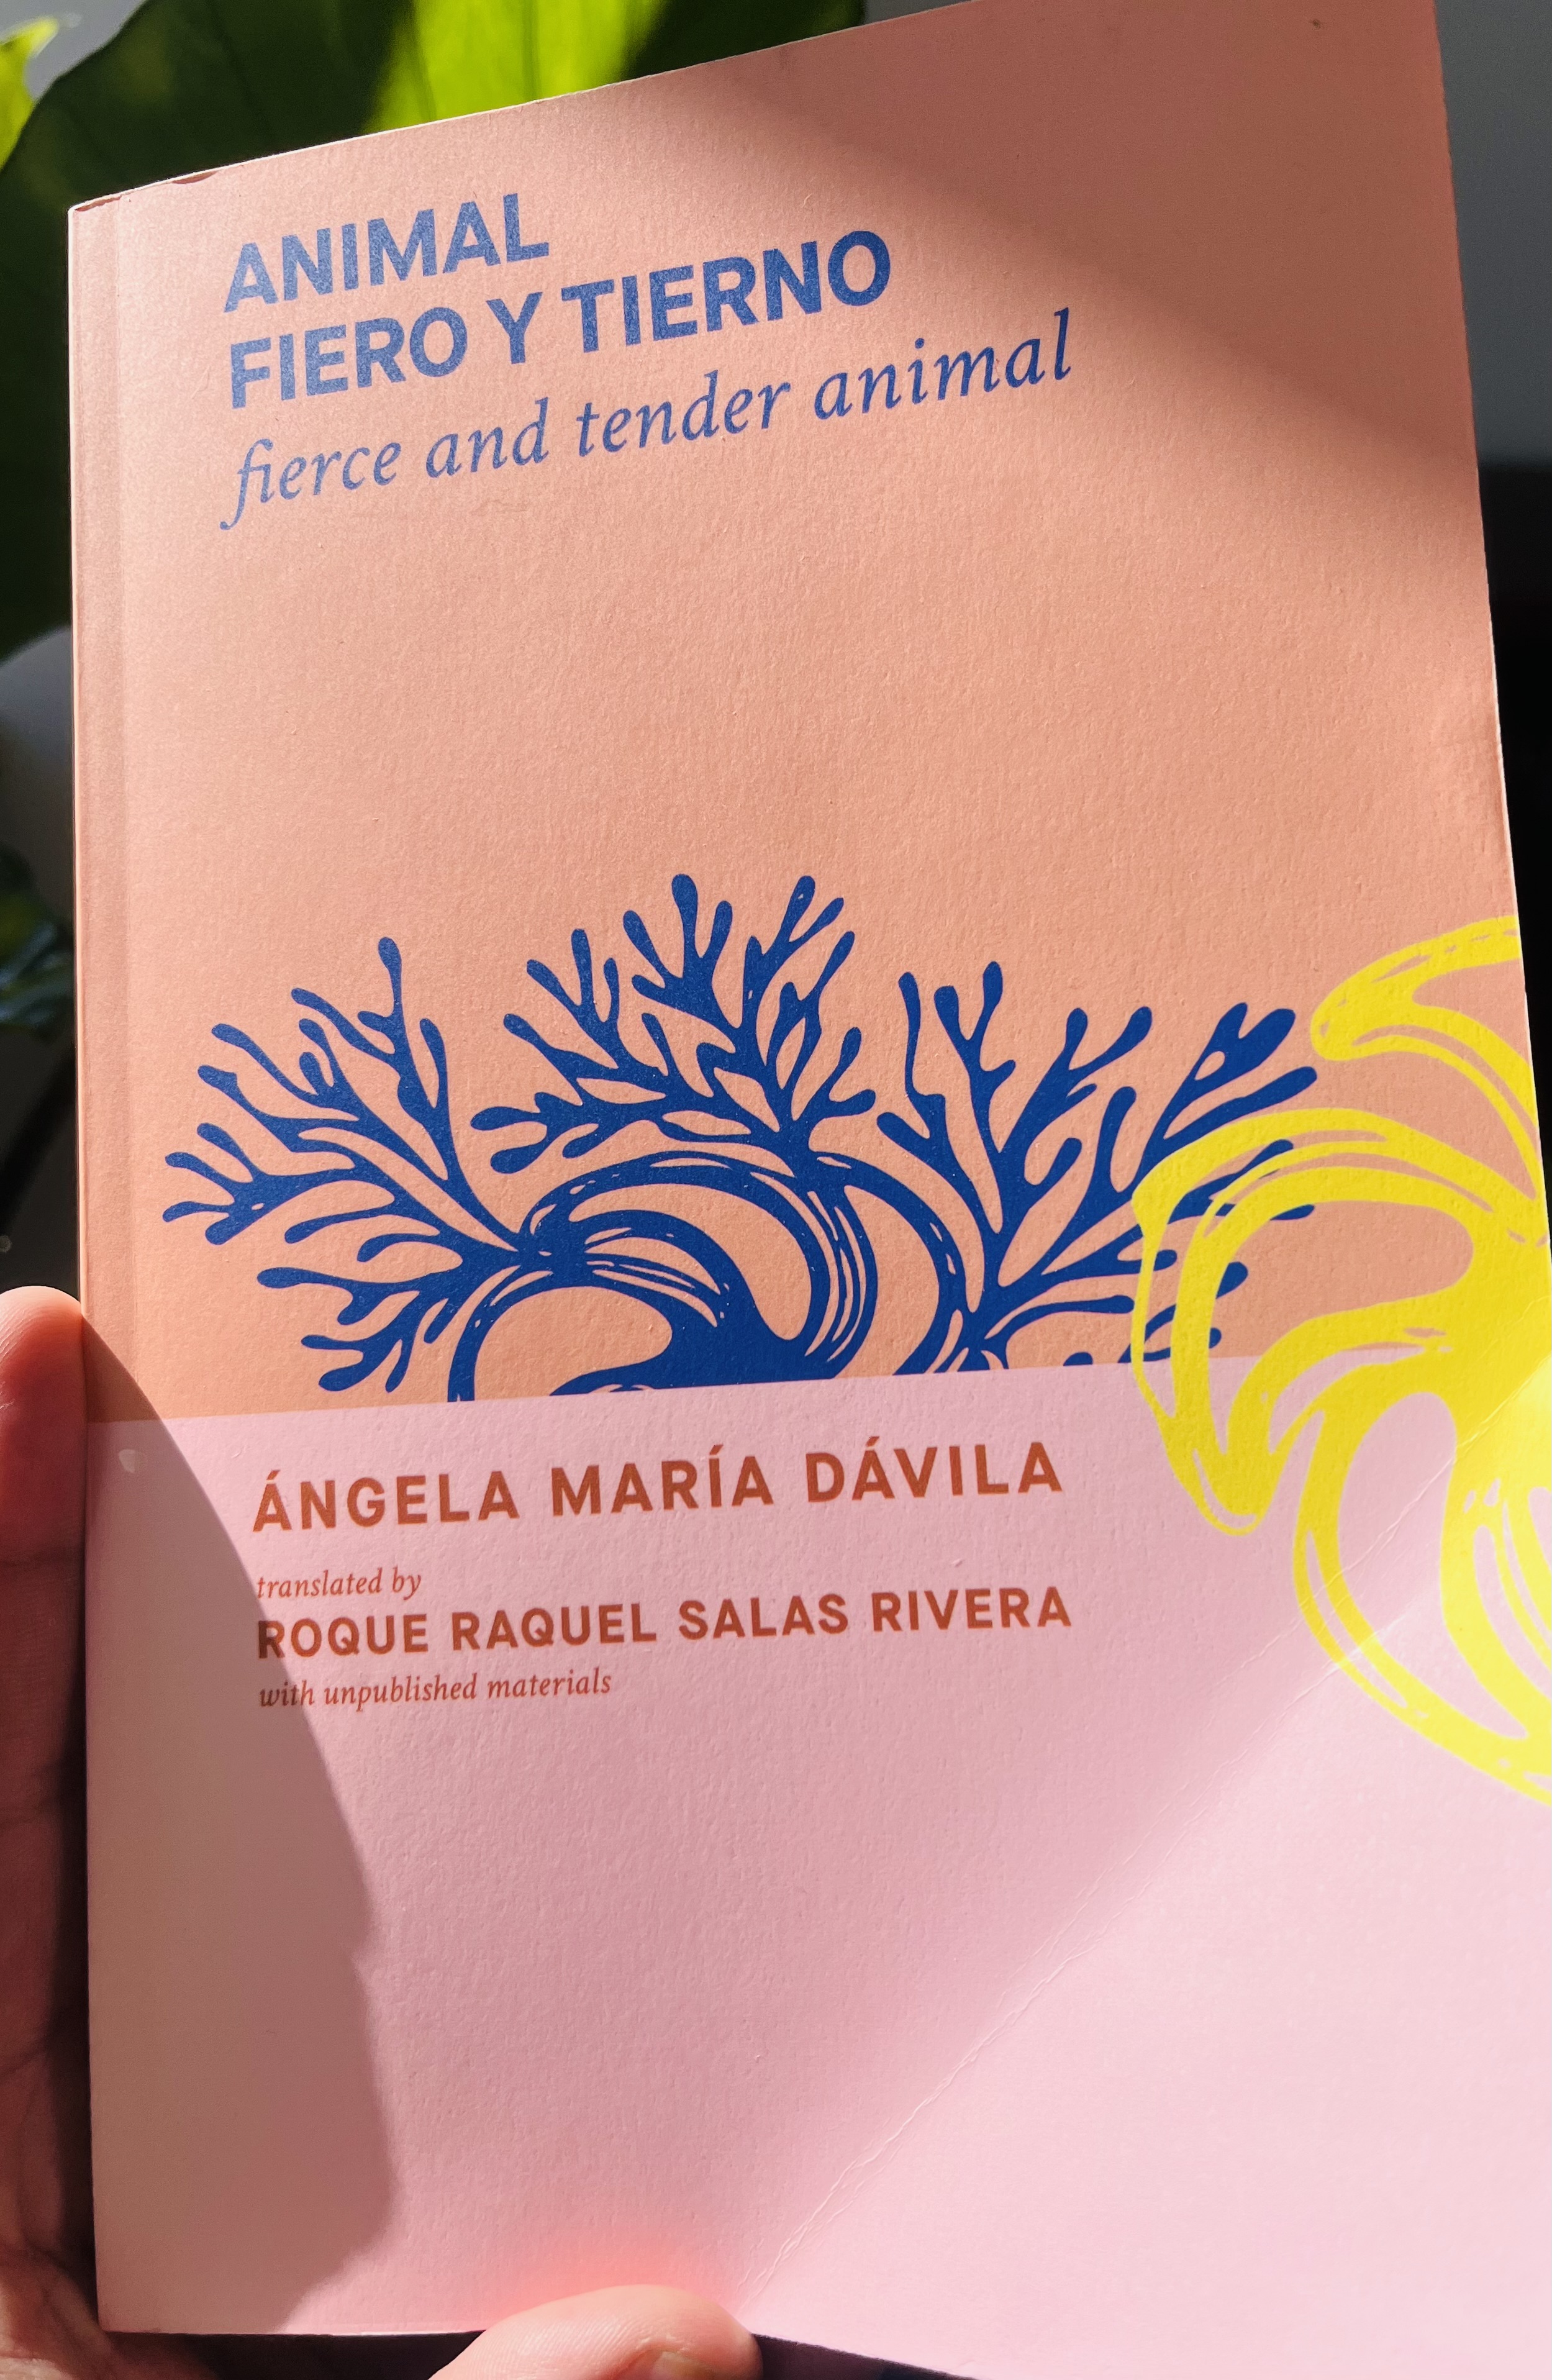 ANIMAL
FIERO Y TIERNO
fierce and tender animal
ÁNGELA MARÍA DÁVILA
translated by
ROQUE RAQUEL SALAS RIVERA
with unpublished materials